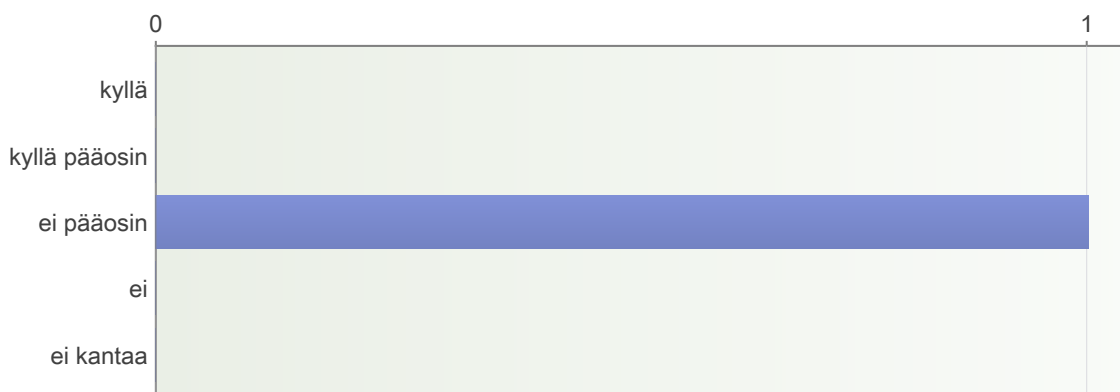 0 1
kyllä
kyllä pääosin
ei pääosin
ei
ei kantaa